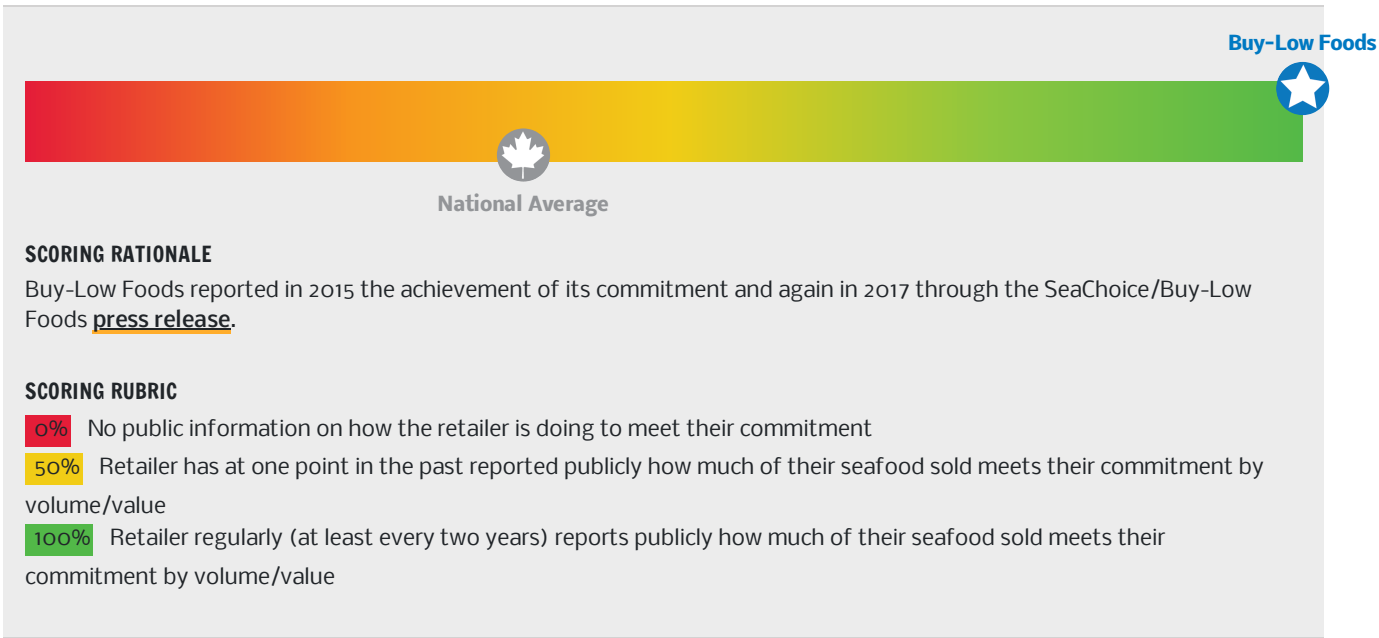 Buy-Low Foods
National Average
SCORING RATIONALE
Buy-Low Foods reported in 2015 the achievement of its commitment and again in 2017 through the SeaChoice/Buy-Low
Foods press release.
SCORING RUBRIC
0% No public information on how the retailer is doing to meet their commitment
50% Retailer has at one point in the past reported publicly how much of their seafood sold meets their commitment by
volume/value
100% Retailer regularly (at least every two years) reports publicly how much of their seafood sold meets their
commitment by volume/value